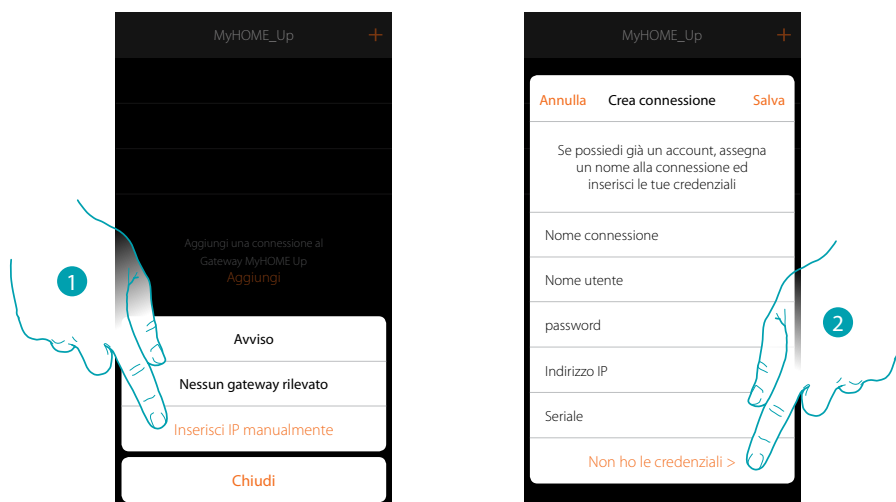 MyHOME_Up +
Aggiungi una connessione al
Gateway MyHOME Up
Aggiungi
1
Avviso
Nessun gateway rilevato
Inserisci IP manualmente
Chiudi
MyHOME_Up +
Annulla Crea connessione Salva
Se possiedi già un account, assegna
un nome alla connessione ed
inserisci le tue credenziali
Nome connessione
Nome utente
password
Indirizzo IP
Seriale
Non ho le credenziali >
2